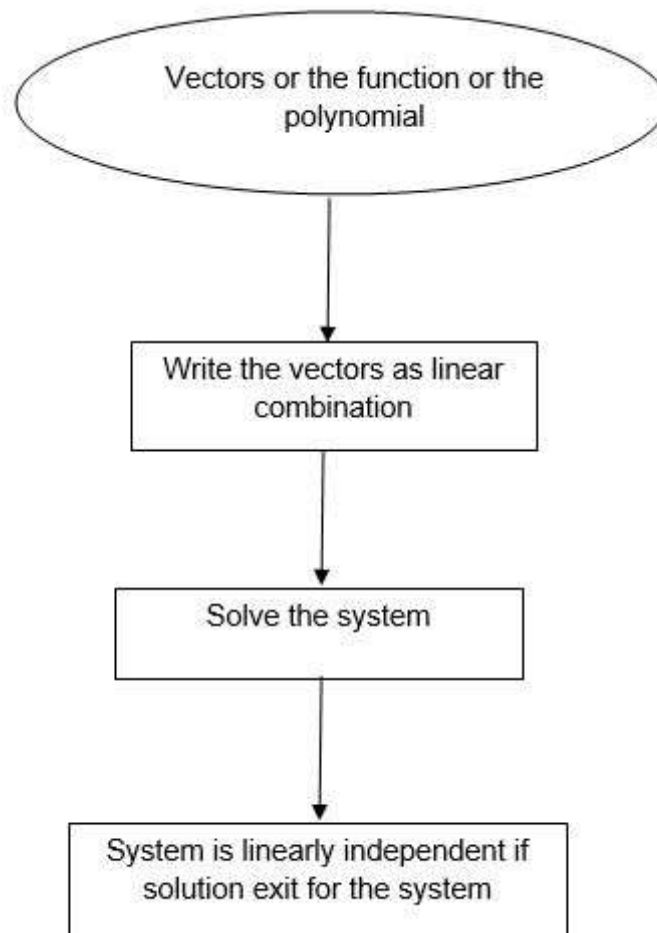 Vectors or the function or the
polynomial
Write the vectors as linear
combination
Solve the system
System is linearly independent if
solution exit for the system